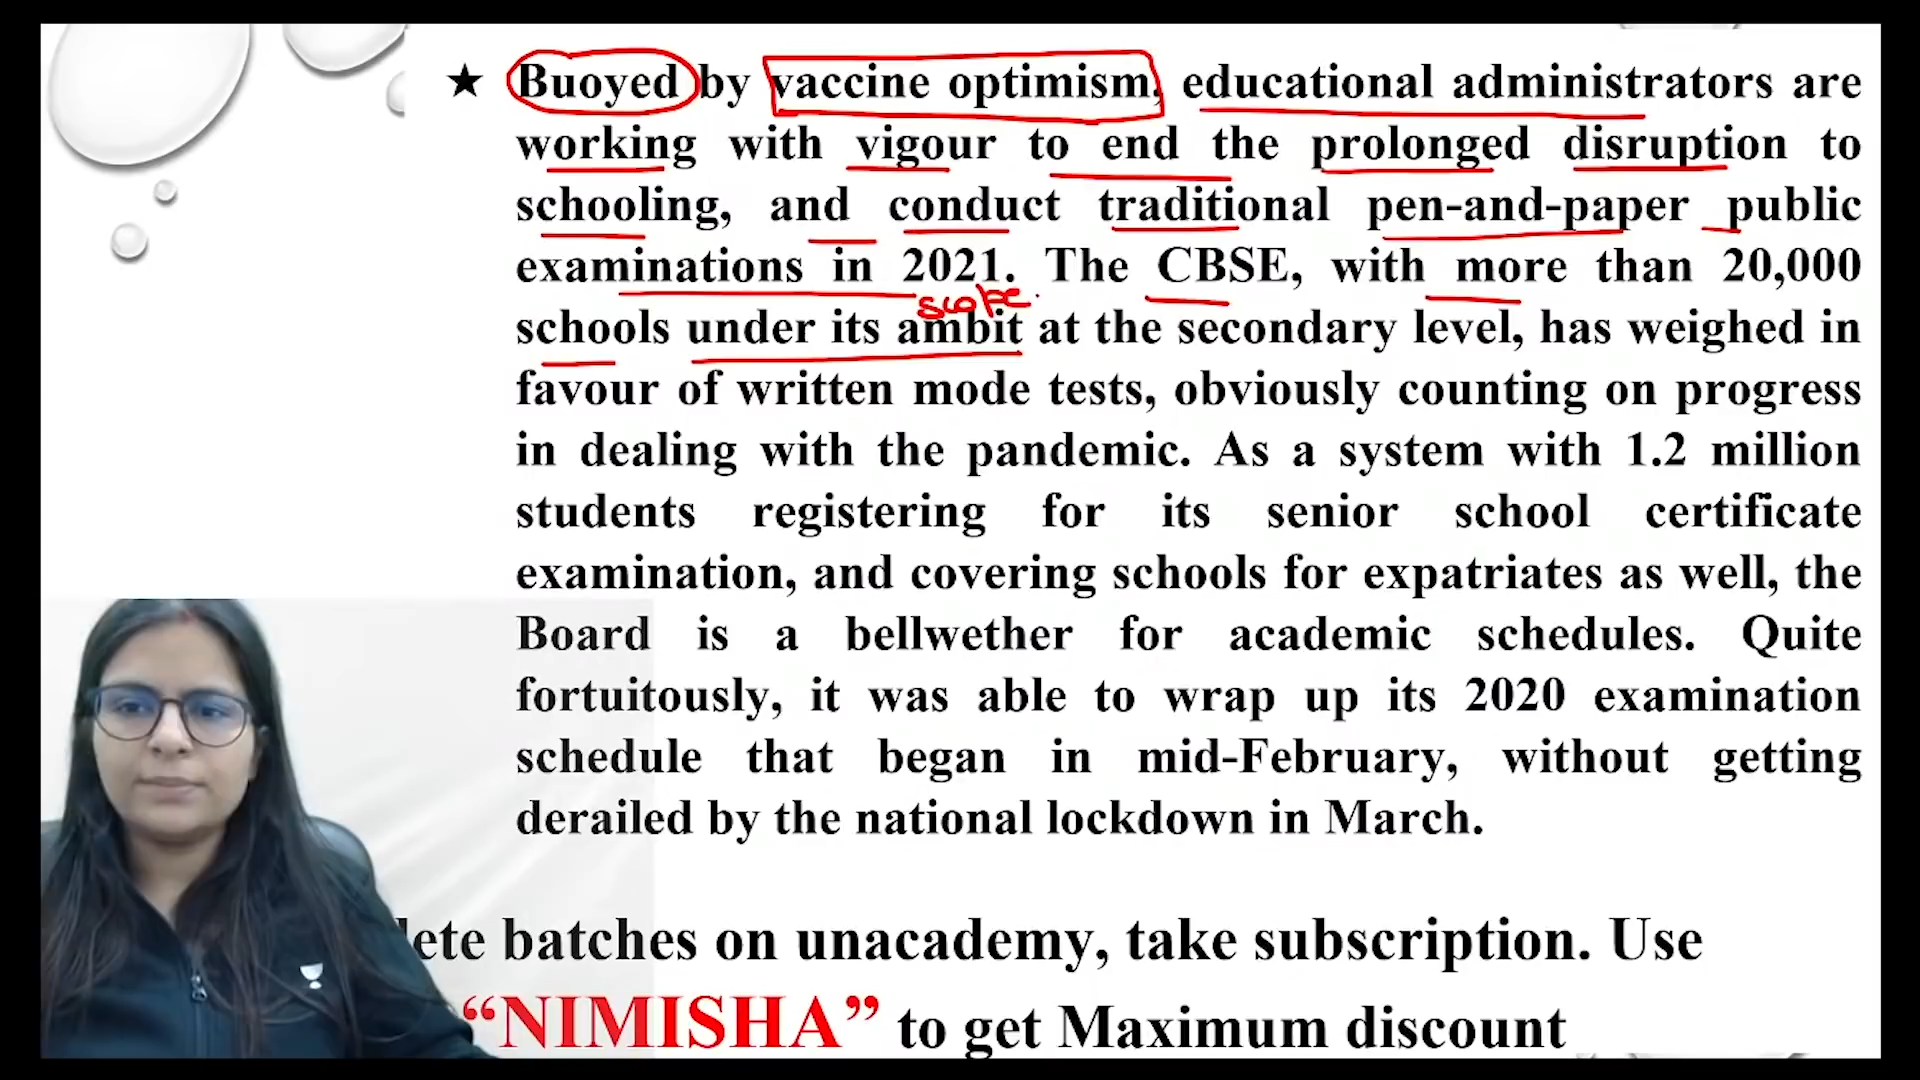 ★ Buoyed by vaccine optimism, educational administrators are
working with vigour to end the prolonged disruption to
schooling, and conduct traditional pen-and-paper public
examinations in 2021. The CBSE, with more than 20,000
scope
schools under its ambit at the secondary level, has weighed in
favour of written mode tests, obviously counting on progress
in dealing with the pandemic. As a system with 1.2 million
students registering for its senior school certificate
examination, and covering schools for expatriates as well, the
Board is a bellwether for academic schedules. Quite
fortuitously, it was able to wrap up its 2020 examination
schedule that began in mid-February, without getting
derailed by the national lockdown in March.
batches on unacademy, take subscription. Use
“NIMISHA” to get Maximum discount